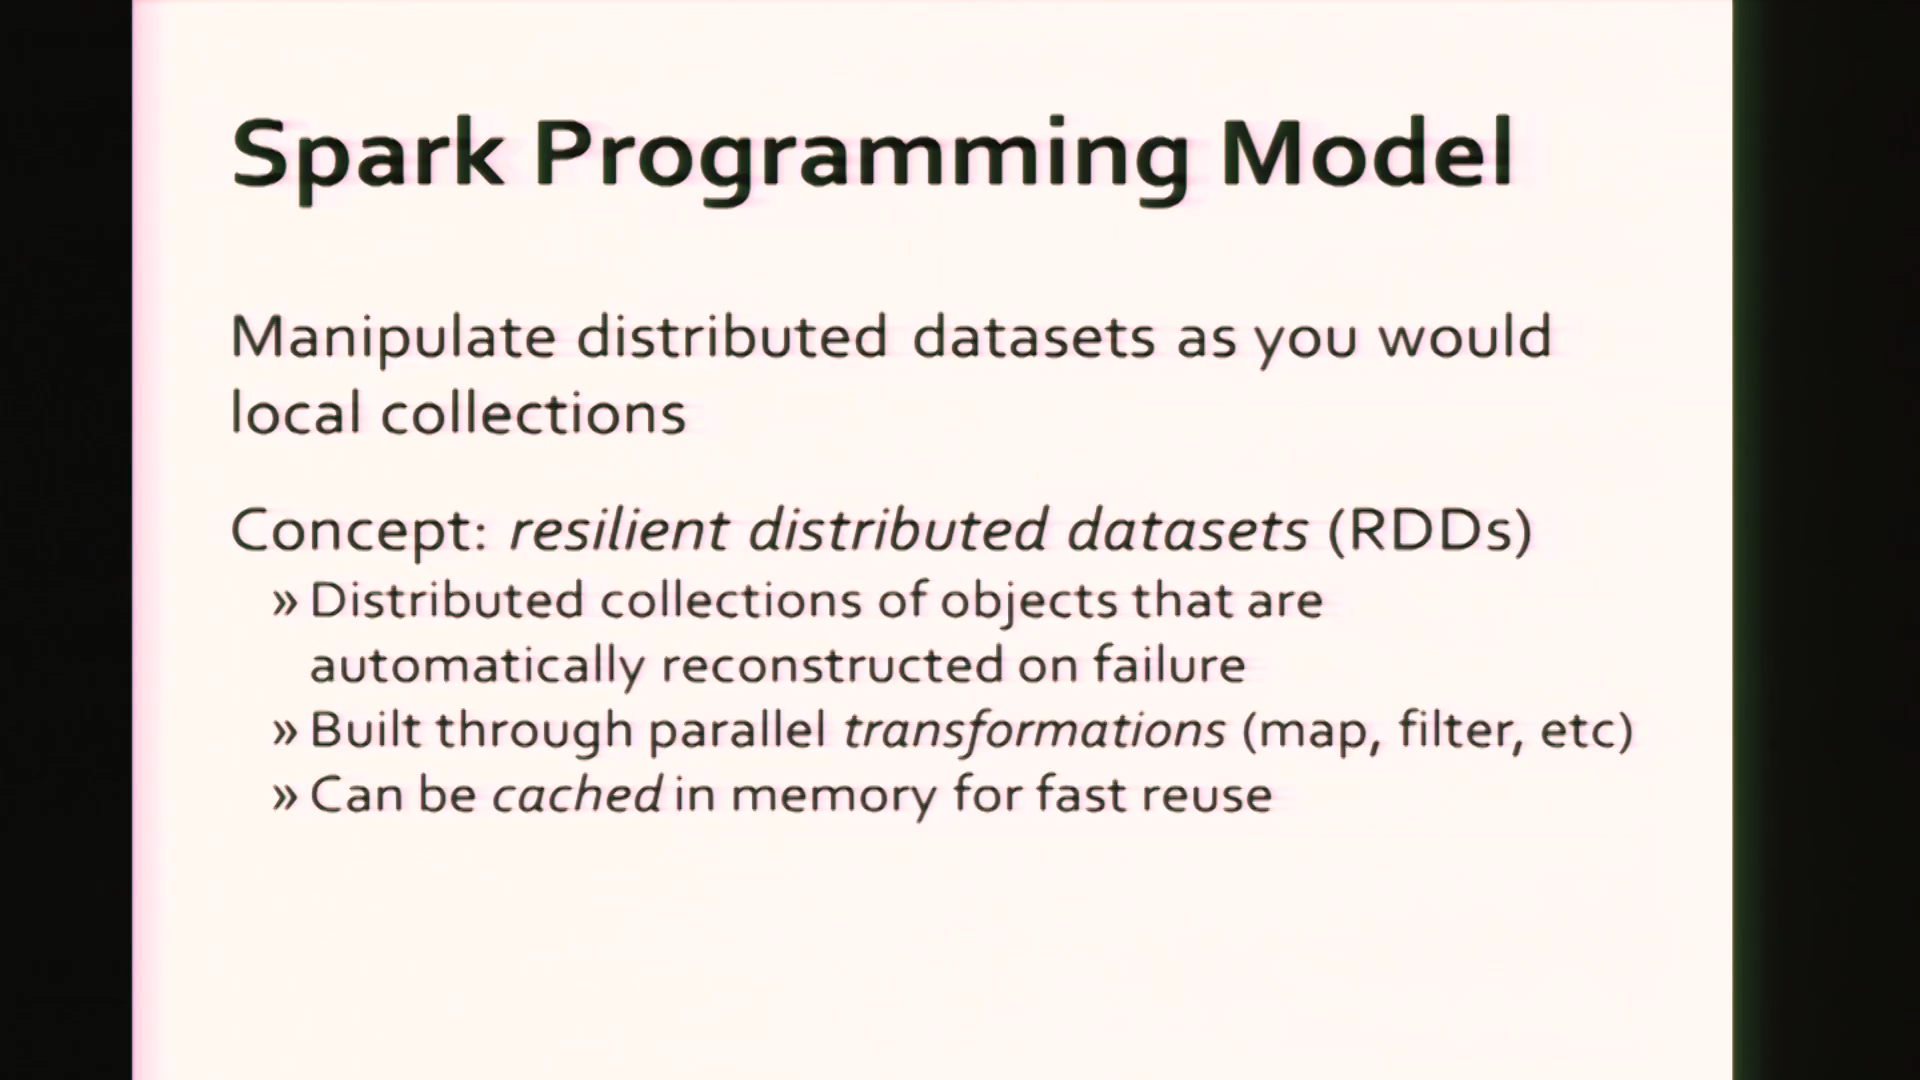 Spark Programming Model
Manipulate distributed datasets as you would
local collections
Concept: resilient distributed datasets (RDDs)
» Distributed collections of objects that are
automatically reconstructed on failure
» Built through parallel transformations (map, filter, etc)
» Can be cached in memory for fast reuse